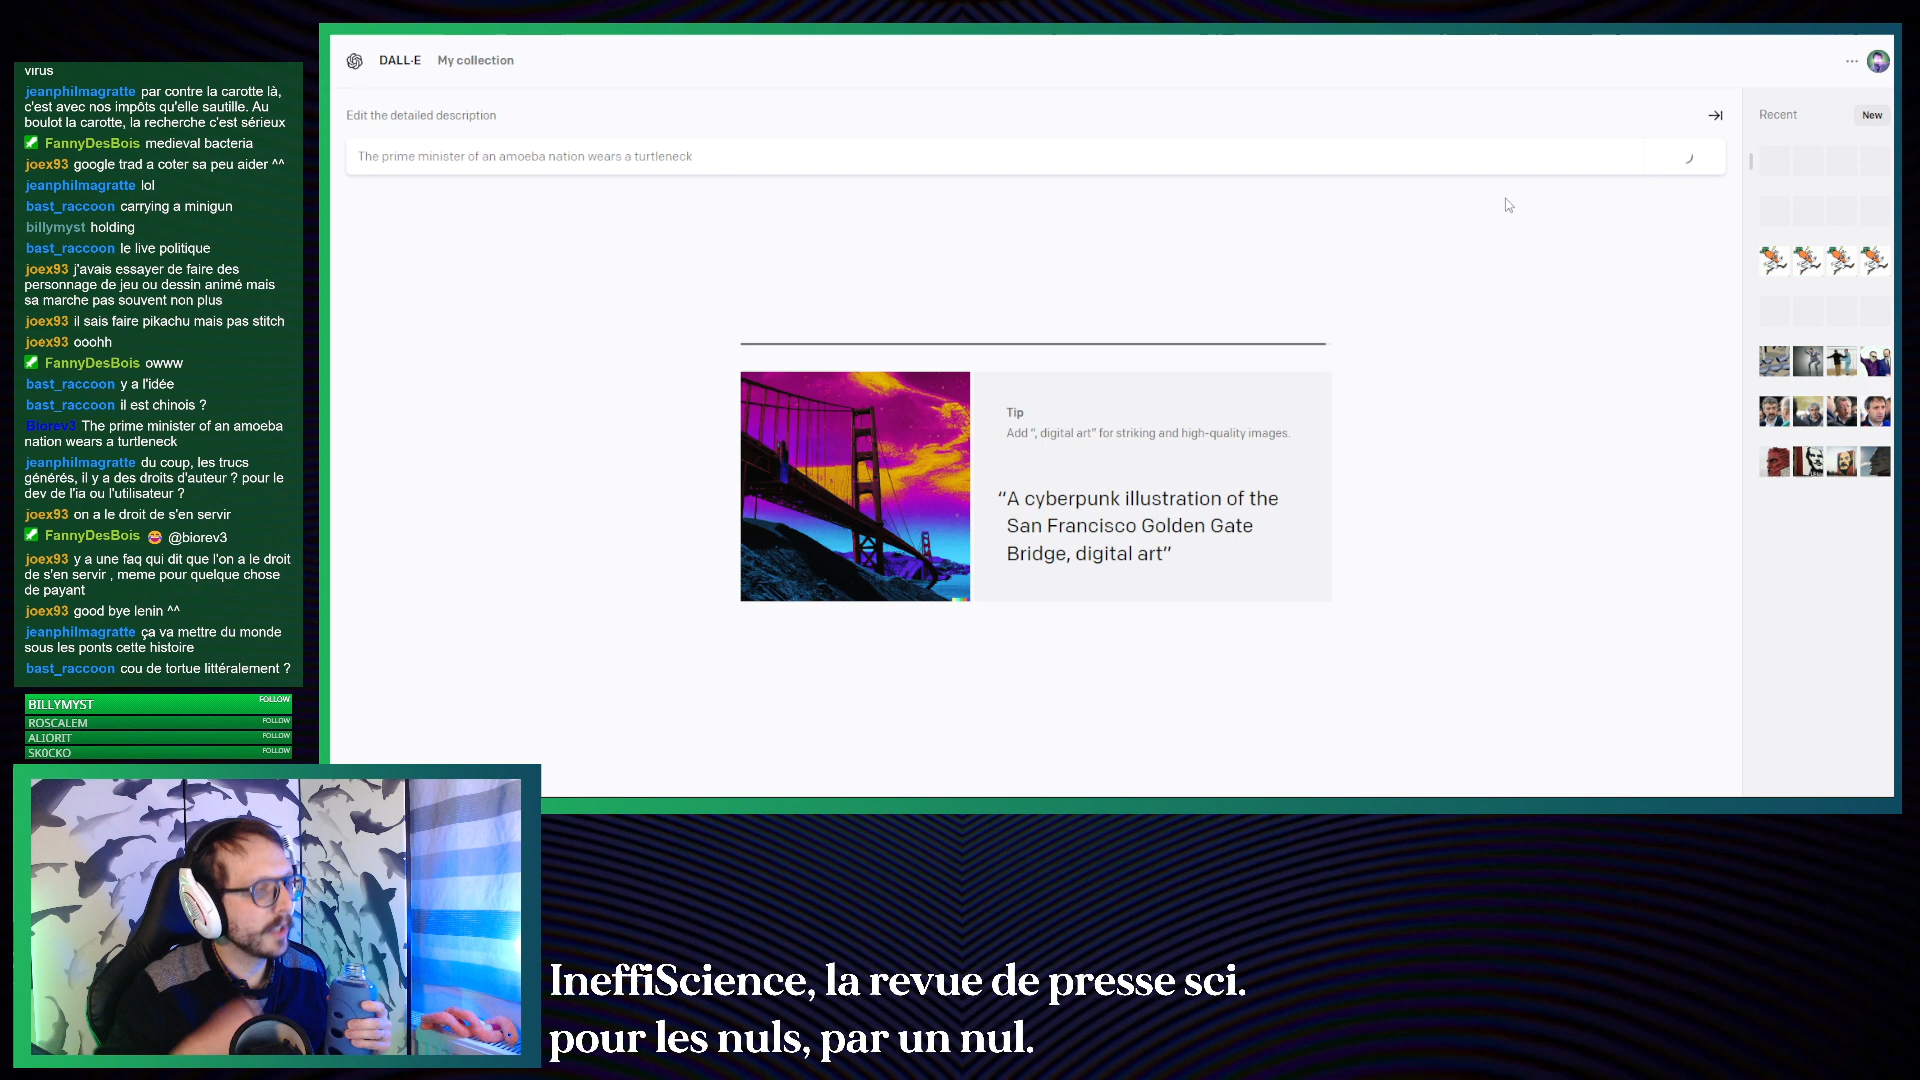 virus
jeanphilmagratte par contre la carotte là,
c'est avec nos impôts qu'elle sautille. Au
boulot la carotte, la recherche c'est sérieux
FannyDesBois medieval bacteria
joex93 google trad a coter sa peu aider ^^
jeanphilmagratte lol
bast_raccoon carrying a minigun
billymyst holding
bast_raccoon le live politique
joex93 j'avais essayer de faire des
personnage de jeu ou dessin animé mais
sa marche pas souvent non plus
joex93 il sais faire pikachu mais pas stitch
joex93 ooohh
FannyDesBois owww
bast_raccoon y a l'idée
bast_raccoon il est chinois ?
Biorev3 The prime minister of an amoeba
nation wears a turtleneck
jeanphilmagratte du coup, les trucs
générés, il y a des droits d'auteur ? pour le
dev de l'ia ou l'utilisateur ?
joex93 on a le droit de s'en servir
FannyDesBois 😂 @biorev3
joex93 y a une faq qui dit que l'on a le droit
de s'en servir , meme pour quelque chose
de payant
joex93 good bye lenin ^^
jeanphilmagratte ça va mettre du monde
sous les ponts cette histoire
bast_raccoon cou de tortue littéralement ?
BILLYMYST FOLLOW
ROSCALEM FOLLOW
ALIORIT FOLLOW
SK0CKO FOLLOW
DALL·E My collection
Edit the detailed description
The prime minister of an amoeba nation wears a turtleneck
Recent New
Tip
Add ", digital art" for striking and high-quality images.
“A cyberpunk illustration of the
San Francisco Golden Gate
Bridge, digital art”
IneffiScience, la revue de presse sci.
pour les nuls, par un nul.